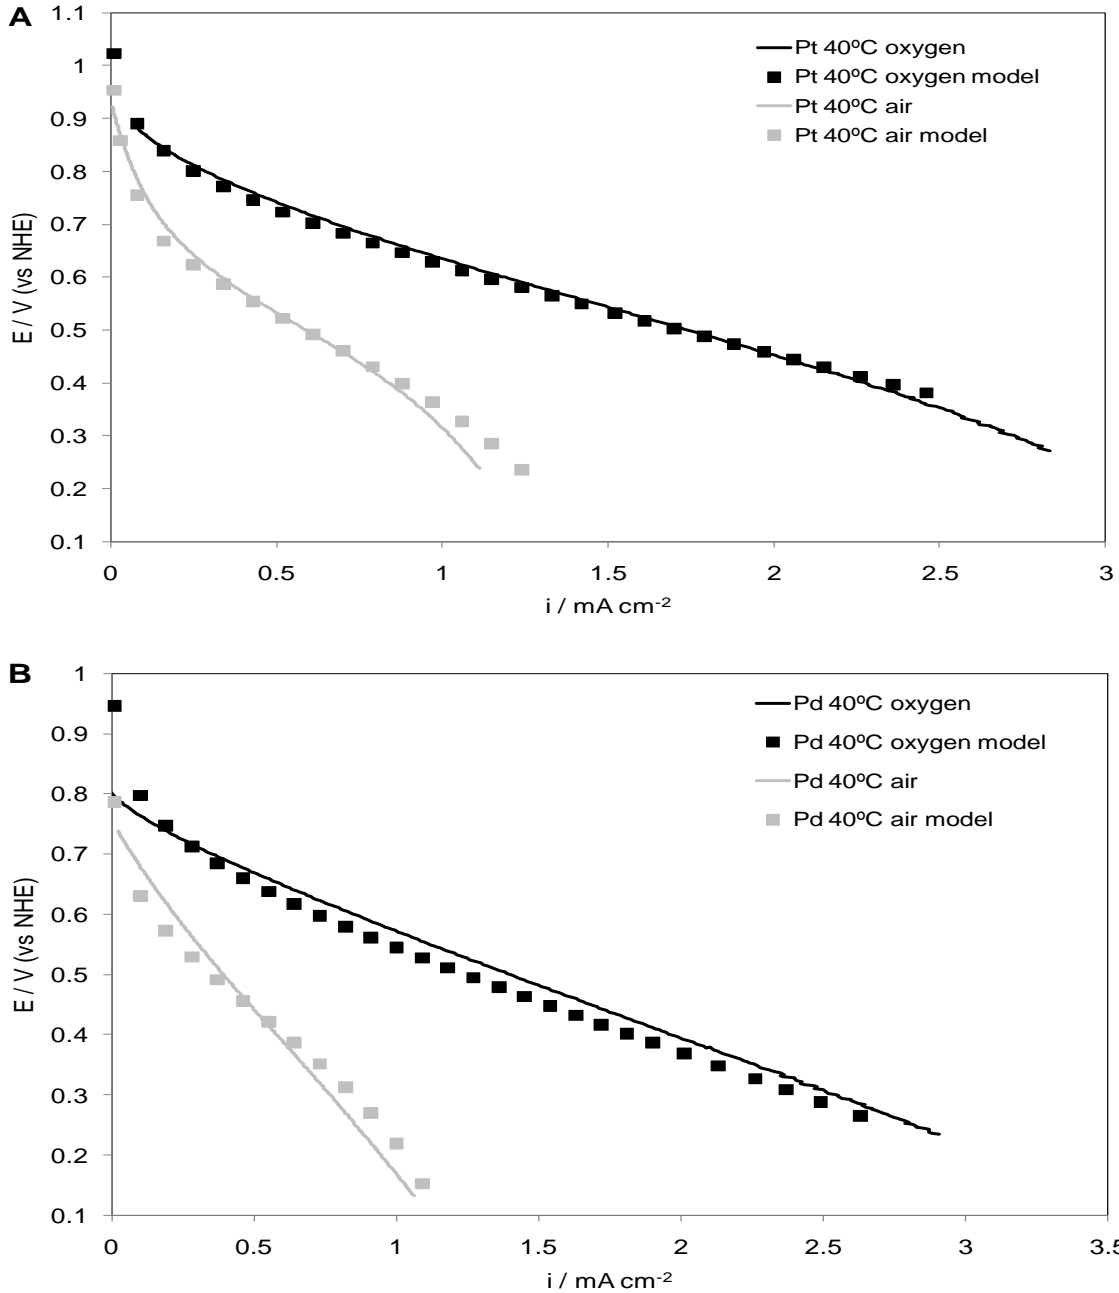 A
1.1
1
0.9
0.8
0.7
0.6
0.5
0.4
0.3
0.2
0.1
E / V (vs NHE)
Pt 40ºC oxygen
Pt 40ºC oxygen model
Pt 40ºC air
Pt 40ºC air model
0 0.5 1 1.5 2 2.5 3
i / mA cm-2
B
1
0.9
0.8
0.7
0.6
0.5
0.4
0.3
0.2
0.1
E / V (vs NHE)
Pd 40ºC oxygen
Pd 40ºC oxygen model
Pd 40ºC air
Pd 40ºC air model
0 0.5 1 1.5 2 2.5 3 3.5
i / mA cm-2